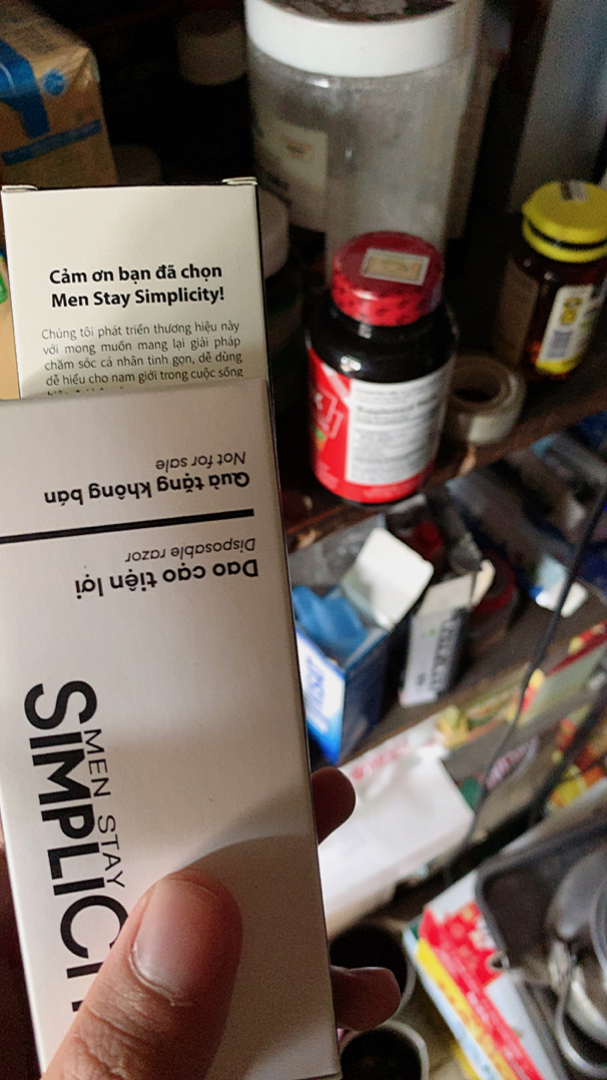 Cảm ơn bạn đã chọn
Men Stay Simplicity!
Chúng tôi phát triển thương hiệu này
với mong muốn mang lại giải pháp
chăm sóc cá nhân tinh gọn, dễ dùng
dễ hiểu cho nam giới trong cuộc sống
Dao cạo tiện lợi
Disposable razor
Quà tặng không bán
Not for sale
MEN STAY
SIMPLICI